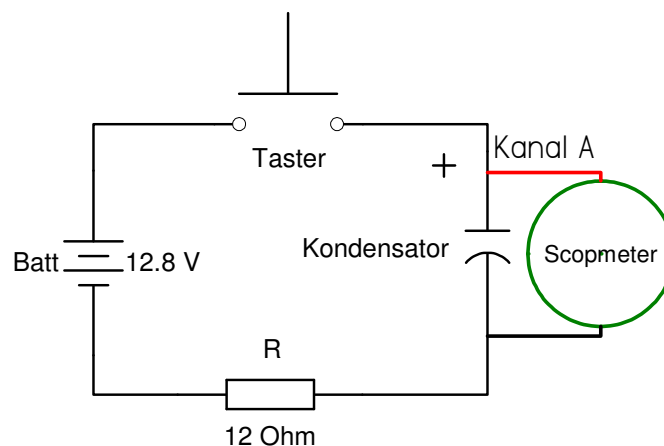 Taster
+
Kanal A
Batt 12.8 V
Kondensator
Scopmeter
R
12 Ohm